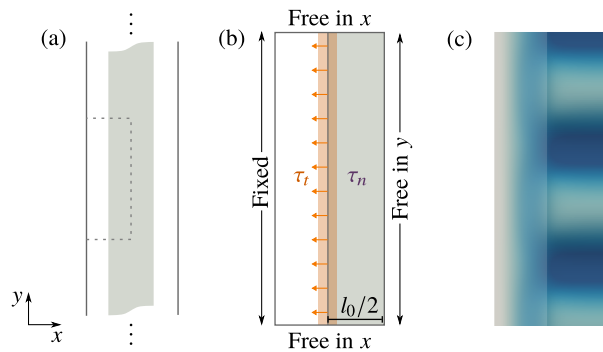 (a)
y
x
(b)
Free in x
Fixed
τt
τn
Free in y
l0/2
Free in x
(c)